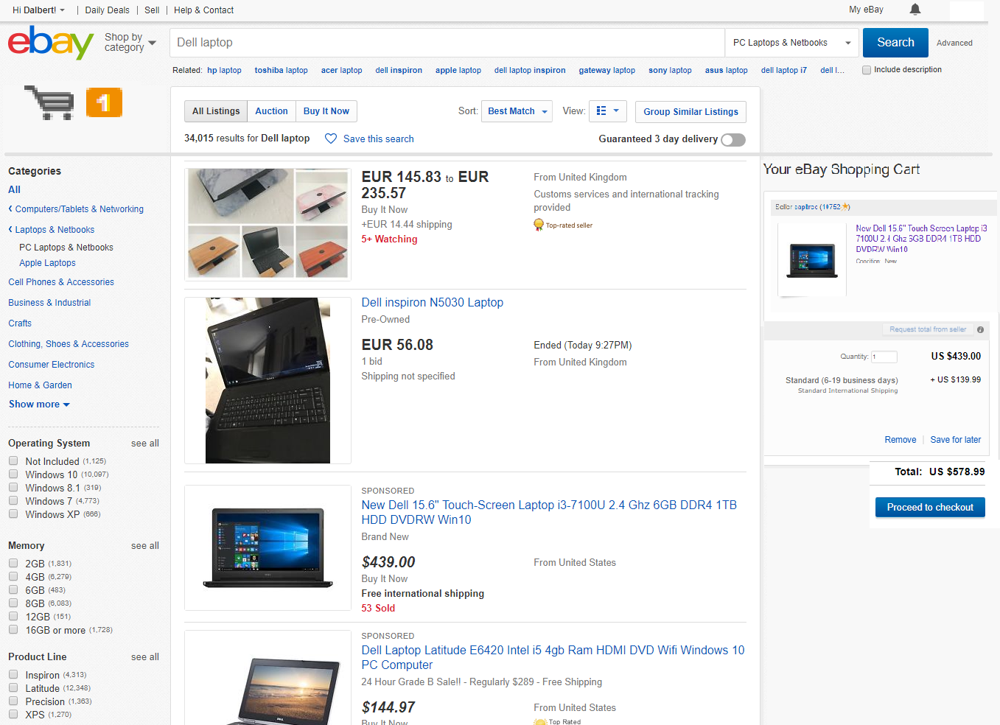 Hi Dalbert!
Daily Deals
Sell
Help & Contact
My eBay
ebay
Shop by
category
Dell laptop
PC Laptops & Netbooks
Search
Advanced
Related: hp laptop toshiba laptop acer laptop dell inspiron apple laptop dell laptop inspiron gateway laptop sony laptop asus laptop dell laptop i7 dell l...
Include description
1
All Listings
Auction
Buy It Now
Sort: Best Match
View:
Group Similar Listings
34,015 results for Dell laptop
Save this search
Guaranteed 3 day delivery
Categories
All
Computers/Tablets & Networking
Laptops & Netbooks
PC Laptops & Netbooks
Apple Laptops
Cell Phones & Accessories
Business & Industrial
Crafts
Clothing, Shoes & Accessories
Consumer Electronics
Home & Garden
Show more
Operating System see all
Not Included (1,125)
Windows 10 (10,097)
Windows 8.1 (319)
Windows 7 (4,773)
Windows XP (666)
Memory see all
2GB (1,831)
4GB (6,279)
6GB (483)
8GB (6,083)
12GB (151)
16GB or more (1,728)
Product Line see all
Inspiron (4,313)
Latitude (12,348)
Precision (1,363)
XPS (1,270)
EUR 145.83 to EUR
235.57
Buy It Now
+EUR 14.44 shipping
5+ Watching
From United Kingdom
Customs services and international tracking
provided
Top-rated seller
Dell inspiron N5030 Laptop
Pre-Owned
EUR 56.08
1 bid
Shipping not specified
Ended (Today 9:27PM)
From United Kingdom
SPONSORED
New Dell 15.6" Touch-Screen Laptop i3-7100U 2.4 Ghz 6GB DDR4 1TB
HDD DVDRW Win10
Brand New
$439.00
Buy It Now
Free international shipping
53 Sold
From United States
SPONSORED
Dell Laptop Latitude E6420 Intel i5 4gb Ram HDMI DVD Wifi Windows 10
PC Computer
24 Hour Grade B Sale!! - Regularly $289 - Free Shipping
$144.97
Buy It Now
From United States
Top Rated
DELL
Your eBay Shopping Cart
Seller (10752)
New Dell 15.6" Touch-Screen Laptop i3
7100U 2.4 Ghz 6GB DDR4 1TB HDD
DVDRW Win10
Condition: New
Request total from seller
Quantity: 1
US $439.00
Standard (6-19 business days)
+ US $139.99
Standard International Shipping
Remove
Save for later
Total: US $578.99
Proceed to checkout